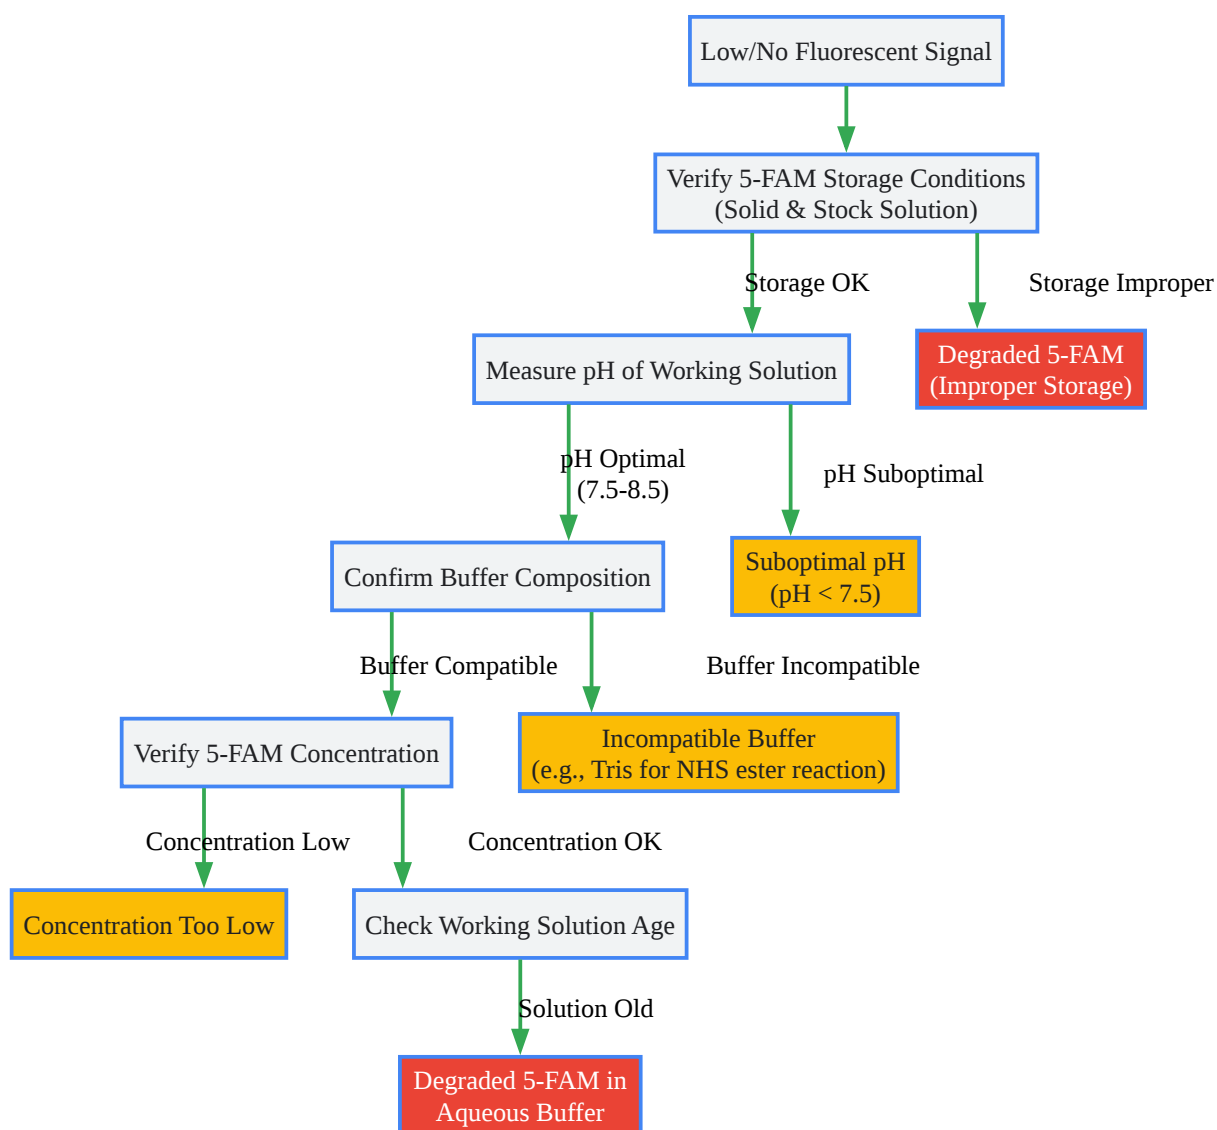 Low/No Fluorescent Signal
Verify 5-FAM Storage Conditions
(Solid & Stock Solution)
Storage OK
Storage Improper
Measure pH of Working Solution
Degraded 5-FAM
(Improper Storage)
pH Optimal
(7.5-8.5)
pH Suboptimal
Confirm Buffer Composition
Suboptimal pH
(pH < 7.5)
Buffer Compatible
Buffer Incompatible
Verify 5-FAM Concentration
Incompatible Buffer
(e.g., Tris for NHS ester reaction)
Concentration Low
Concentration OK
Concentration Too Low
Check Working Solution Age
Solution Old
Degraded 5-FAM in
Aqueous Buffer